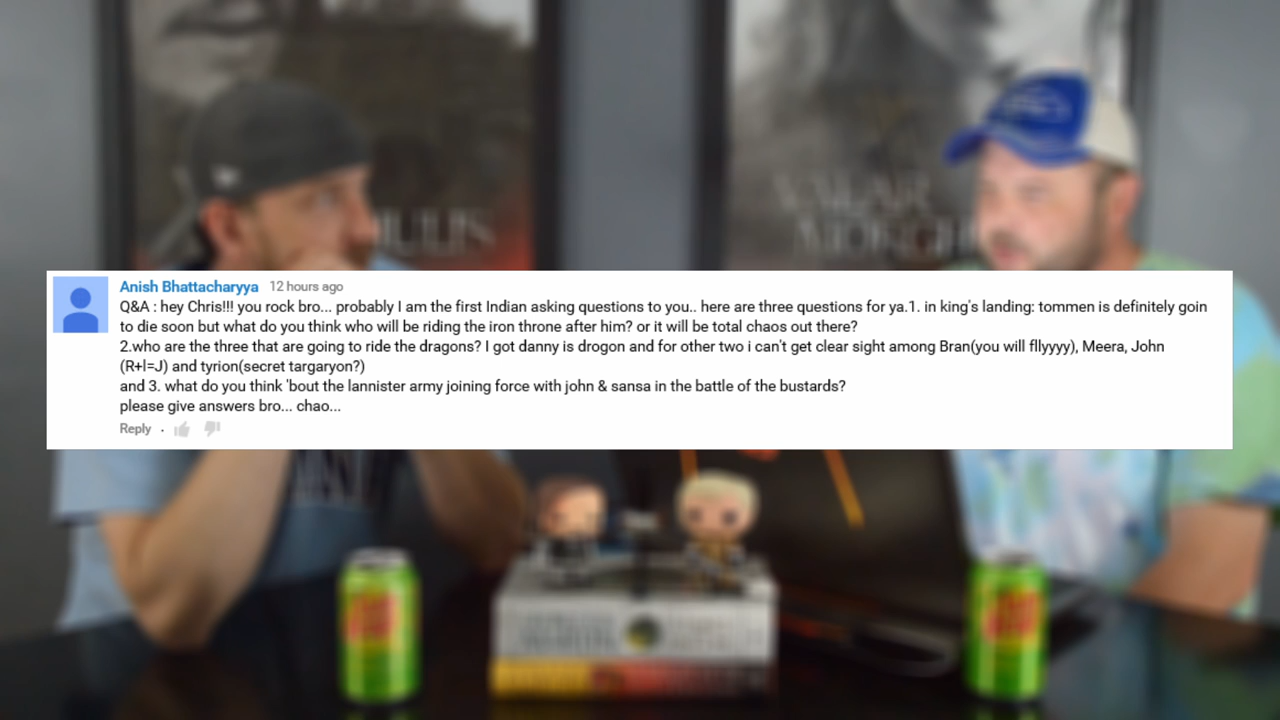 VALAR
MORGH
ULIS
Anish Bhattacharyya 12 hours ago
Q&A : hey Chris!!! you rock bro... probably I am the first Indian asking questions to you.. here are three questions for ya.1. in king's landing: tommen is definitely goin
to die soon but what do you think who will be riding the iron throne after him? or it will be total chaos out there?
2.who are the three that are going to ride the dragons? I got danny is drogon and for other two i can't get clear sight among Bran(you will fllyyyy), Meera, John
(R+l=J) and tyrion(secret targaryon?)
and 3. what do you think 'bout the lannister army joining force with john & sansa in the battle of the bustards?
please give answers bro... chao...
Reply .